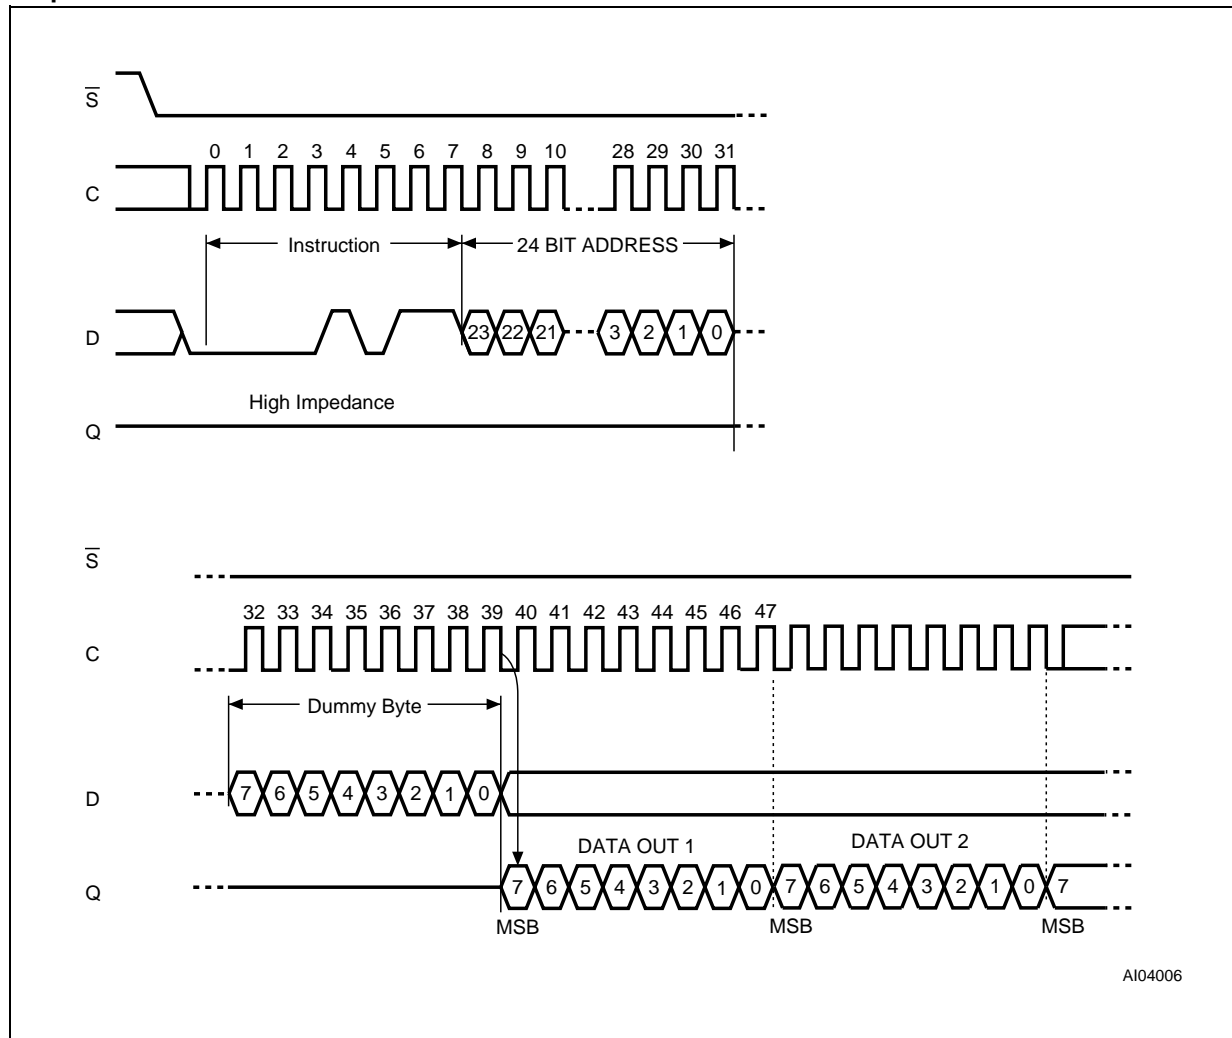 S
0 1 2 3 4 5 6 7 8 9 10 28 29 30 31
C
Instruction 24 BIT ADDRESS
D 23 22 21 3 2 1 0
High Impedance
Q
S
32 33 34 35 36 37 38 39 40 41 42 43 44 45 46 47
C
Dummy Byte
D 7 6 5 4 3 2 1 0
DATA OUT 1 DATA OUT 2
Q 7 6 5 4 3 2 1 0 7 6 5 4 3 2 1 0 7
MSB MSB MSB
AI04006